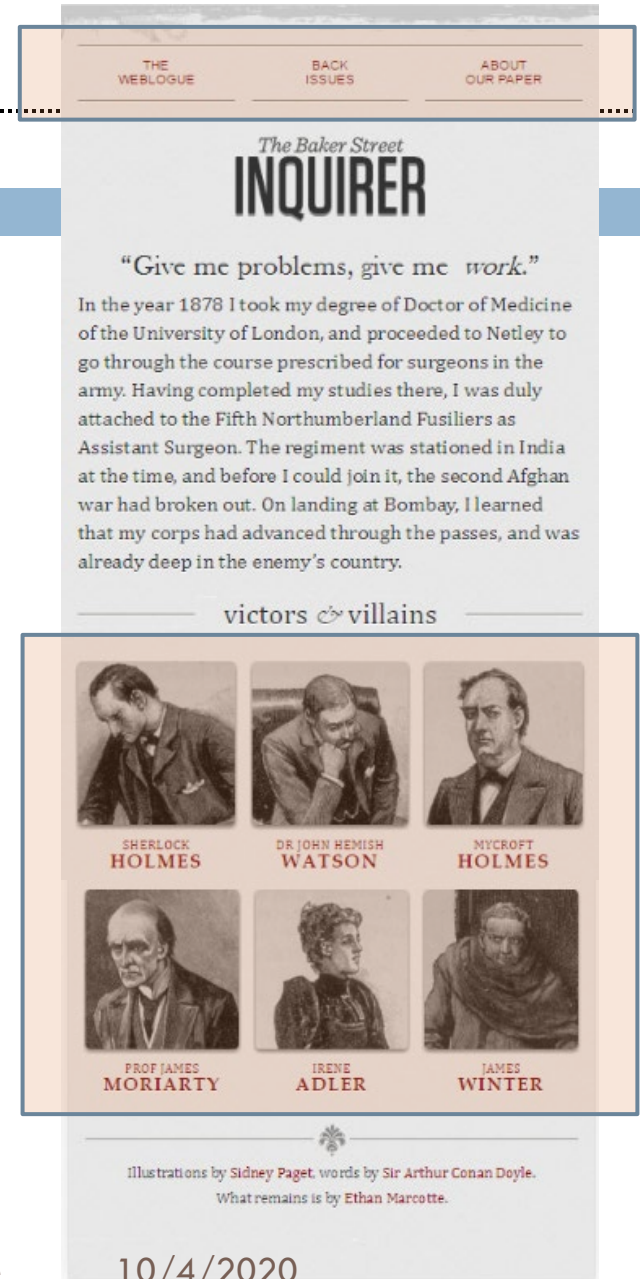 THE WEBLOGUE
BACK ISSUES
ABOUT OUR PAPER
The Baker Street
INQUIRER
“Give me problems, give me work.”
In the year 1878 I took my degree of Doctor of Medicine
of the University of London, and proceeded to Netley to
go through the course prescribed for surgeons in the
army. Having completed my studies there, I was duly
attached to the Fifth Northumberland Fusiliers as
Assistant Surgeon. The regiment was stationed in India
at the time, and before I could join it, the second Afghan
war had broken out. On landing at Bombay, I learned
that my corps had advanced through the passes, and was
already deep in the enemy’s country.
victors & villains
SHERLOCK
HOLMES
DR JOHN HEMISH
WATSON
MYCROFT
HOLMES
PROF JAMES
MORIARTY
IRENE
ADLER
JAMES
WINTER
Illustrations by Sidney Paget, words by Sir Arthur Conan Doyle.
What remains is by Ethan Marcotte.
10/4/2020